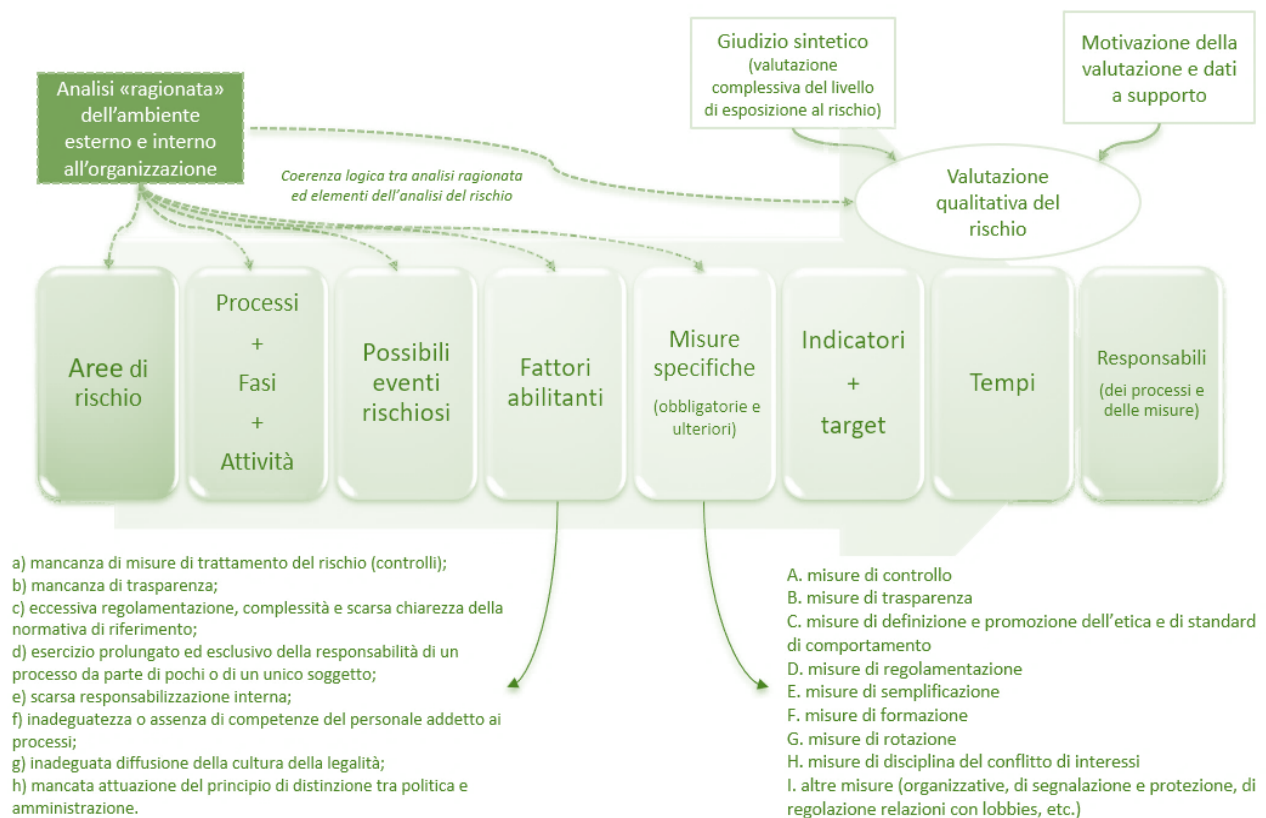 Analisi «ragionata»
dell'ambiente
esterno e interno
all'organizzazione
Giudizio sintetico
(valutazione
complessiva del livello
di esposizione al rischio)
Motivazione della
valutazione e dati
a supporto
Coerenza logica tra analisi ragionata
ed elementi dell'analisi del rischio
Valutazione
qualitativa del
rischio
Aree di
rischio
Processi
+
Fasi
+
Attività
Possibili
eventi
rischiosi
Fattori
abilitanti
Misure
specifiche
(obbligatorie e
ulteriori)
Indicatori
+
target
Tempi
Responsabili
(dei processi e
delle misure)
a) mancanza di misure di trattamento del rischio (controlli);
b) mancanza di trasparenza;
c) eccessiva regolamentazione, complessità e scarsa chiarezza della
normativa di riferimento;
d) esercizio prolungato ed esclusivo della responsabilità di un
processo da parte di pochi o di un unico soggetto;
e) scarsa responsabilizzazione interna;
f) inadeguatezza o assenza di competenze del personale addetto ai
processi;
g) inadeguata diffusione della cultura della legalità;
h) mancata attuazione del principio di distinzione tra politica e
amministrazione.
A. misure di controllo
B. misure di trasparenza
C. misure di definizione e promozione dell'etica e di standard
di comportamento
D. misure di regolamentazione
E. misure di semplificazione
F. misure di formazione
G. misure di rotazione
H. misure di disciplina del conflitto di interessi
I. altre misure (organizzative, di segnalazione e protezione, di
regolazione relazioni con lobbies, etc.)